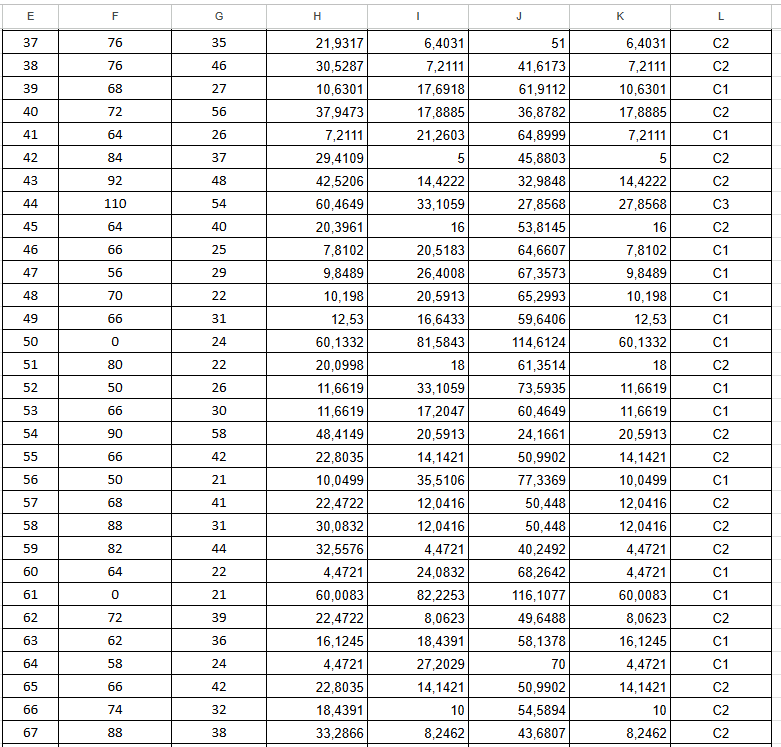 E F G H I J K L
37 76 35 21,9317 6,4031 51 6,4031 C2
38 76 46 30,5287 7,2111 41,6173 7,2111 C2
39 68 27 10,6301 17,6918 61,9112 10,6301 C1
40 72 56 37,9473 17,8885 36,8782 17,8885 C2
41 64 26 7,2111 21,2603 64,8999 7,2111 C1
42 84 37 29,4109 5 45,8803 5 C2
43 92 48 42,5206 14,4222 32,9848 14,4222 C2
44 110 54 60,4649 33,1059 27,8568 27,8568 C3
45 64 40 20,3961 16 53,8145 16 C2
46 66 25 7,8102 20,5183 64,6607 7,8102 C1
47 56 29 9,8489 26,4008 67,3573 9,8489 C1
48 70 22 10,198 20,5913 65,2993 10,198 C1
49 66 31 12,53 16,6433 59,6406 12,53 C1
50 0 24 60,1332 81,5843 114,6124 60,1332 C1
51 80 22 20,0998 18 61,3514 18 C2
52 50 26 11,6619 33,1059 73,5935 11,6619 C1
53 66 30 11,6619 17,2047 60,4649 11,6619 C1
54 90 58 48,4149 20,5913 24,1661 20,5913 C2
55 66 42 22,8035 14,1421 50,9902 14,1421 C2
56 50 21 10,0499 35,5106 77,3369 10,0499 C1
57 68 41 22,4722 12,0416 50,448 12,0416 C2
58 88 31 30,0832 12,0416 50,448 12,0416 C2
59 82 44 32,5576 4,4721 40,2492 4,4721 C2
60 64 22 4,4721 24,0832 68,2642 4,4721 C1
61 0 21 60,0083 82,2253 116,1077 60,0083 C1
62 72 39 22,4722 8,0623 49,6488 8,0623 C2
63 62 36 16,1245 18,4391 58,1378 16,1245 C1
64 58 24 4,4721 27,2029 70 4,4721 C1
65 66 42 22,8035 14,1421 50,9902 14,1421 C2
66 74 32 18,4391 10 54,5894 10 C2
67 88 38 33,2866 8,2462 43,6807 8,2462 C2